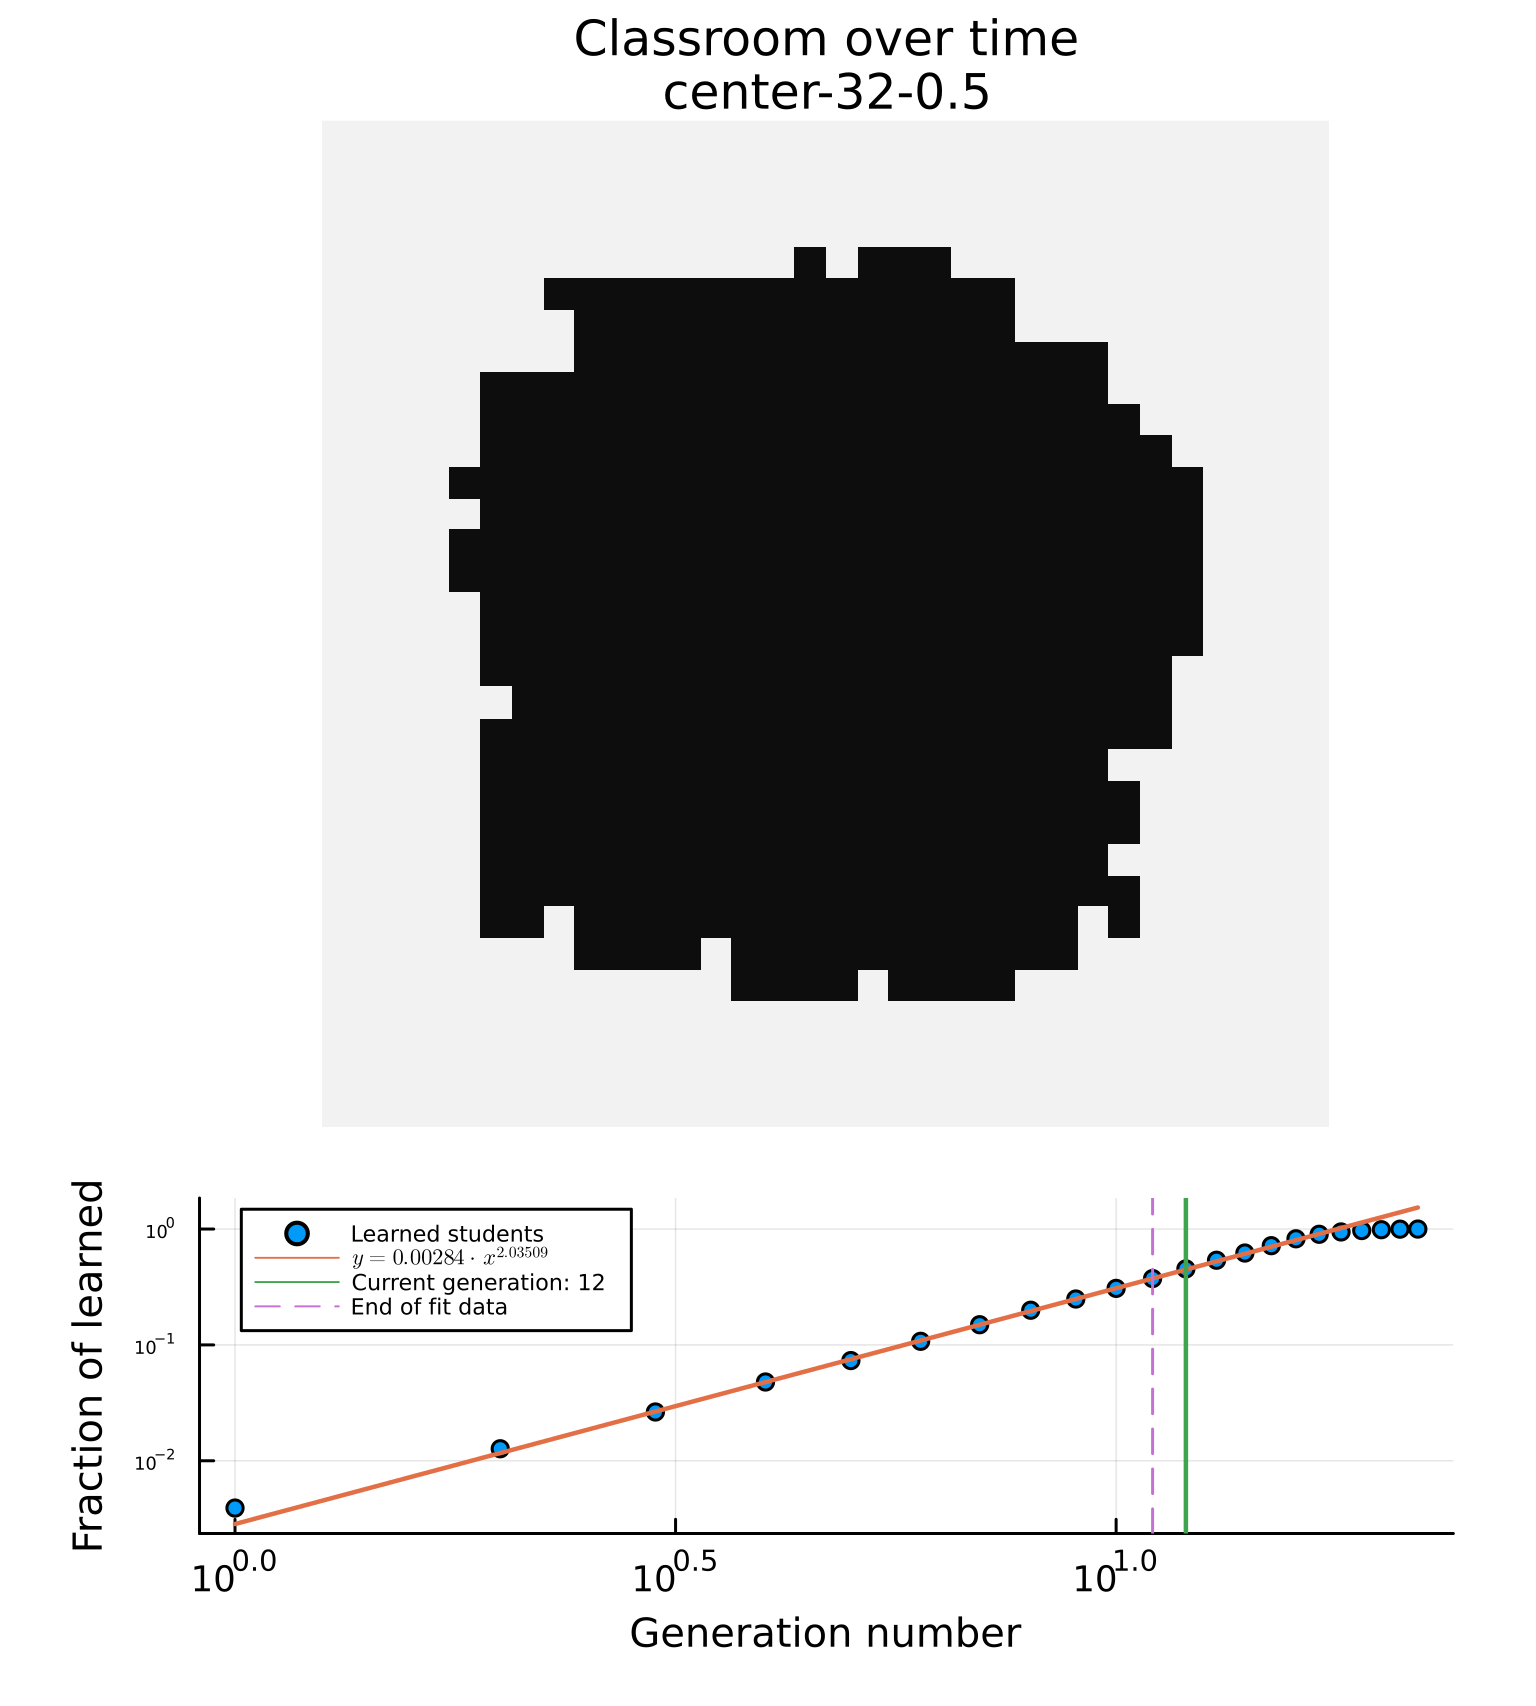 Classroom over time
center-32-0.5
Fraction of learned
10⁰
10⁻¹
10⁻²
Learned students
y = 0.00284 · x^2.03509
Current generation: 12
End of fit data
10^0.0
10^0.5
10^1.0
Generation number